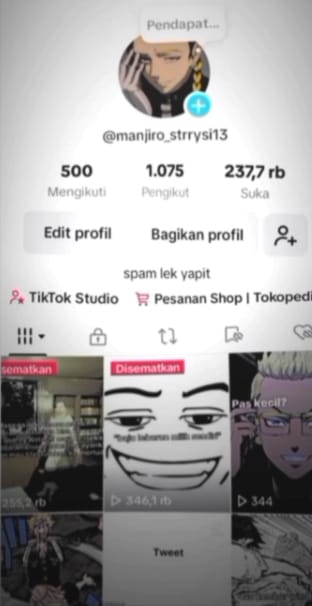 Pendapat...
@manjiro_strrysi13
500 1.075 237,7 rb
Mengikuti Pengikut Suka
Edit profil Bagikan profil
spam lek yapit
TikTok Studio Pesanan Shop | Tokopedi
sematkan Disematkan
Pas kecil?
255,2 rb 346,1 rb 344
Tweet